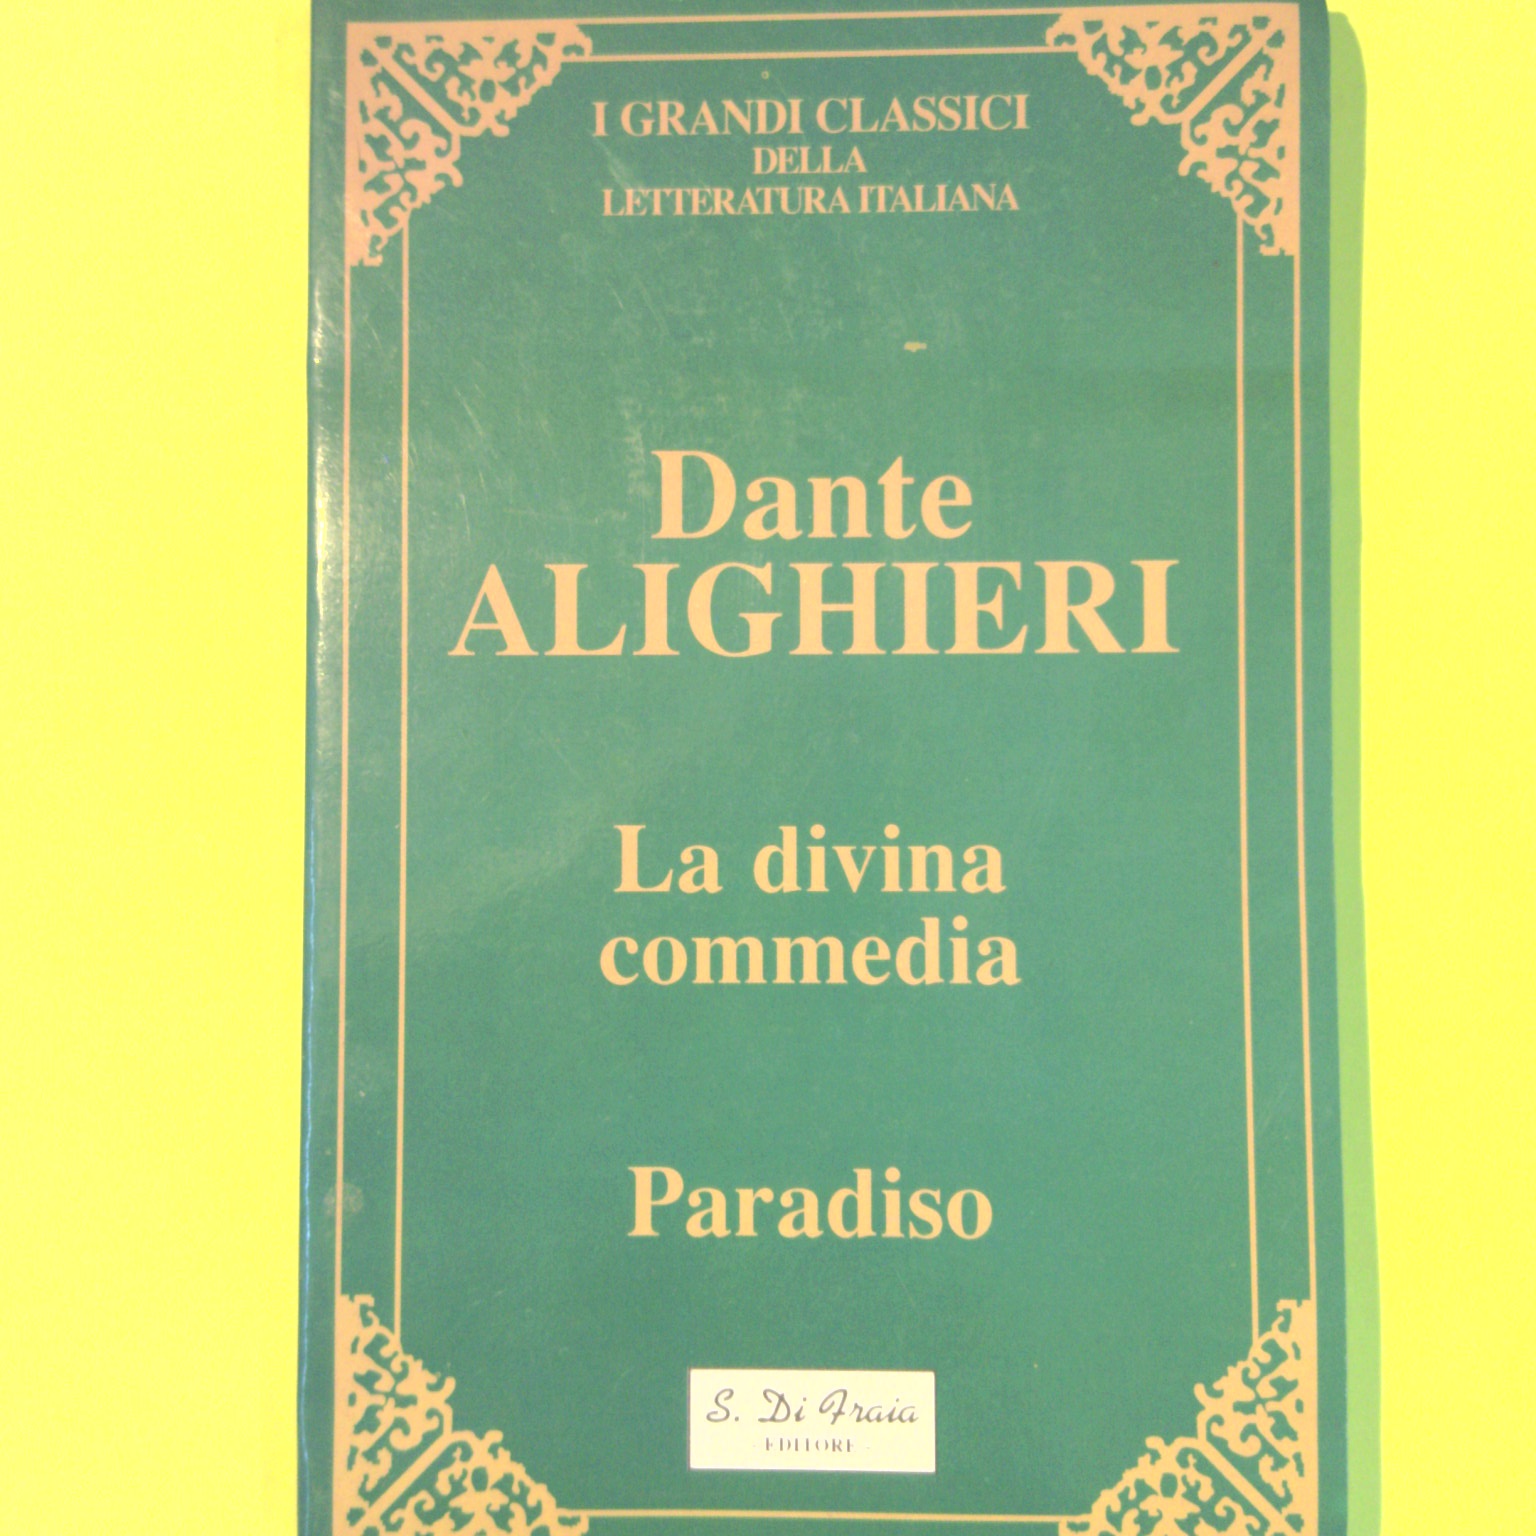 I GRANDI CLASSICI
DELLA
LETTERATURA ITALIANA
Dante
ALIGHIERI
La divina
commedia
Paradiso
S. Di Fraia
- EDITORE -